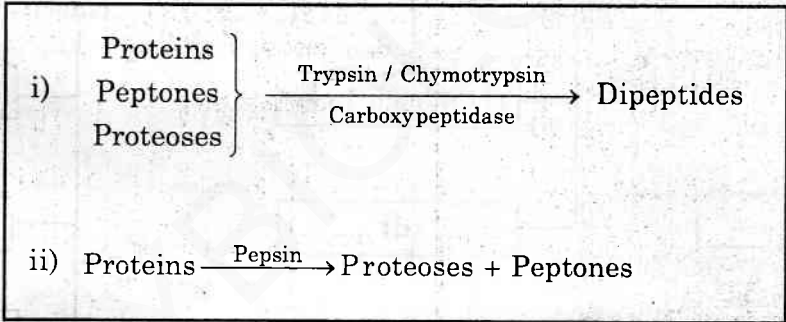 i) Proteins
Peptones
Proteoses
Trypsin / Chymotrypsin
Carboxypeptidase
Dipeptides
ii) Proteins Pepsin Proteoses + Peptones